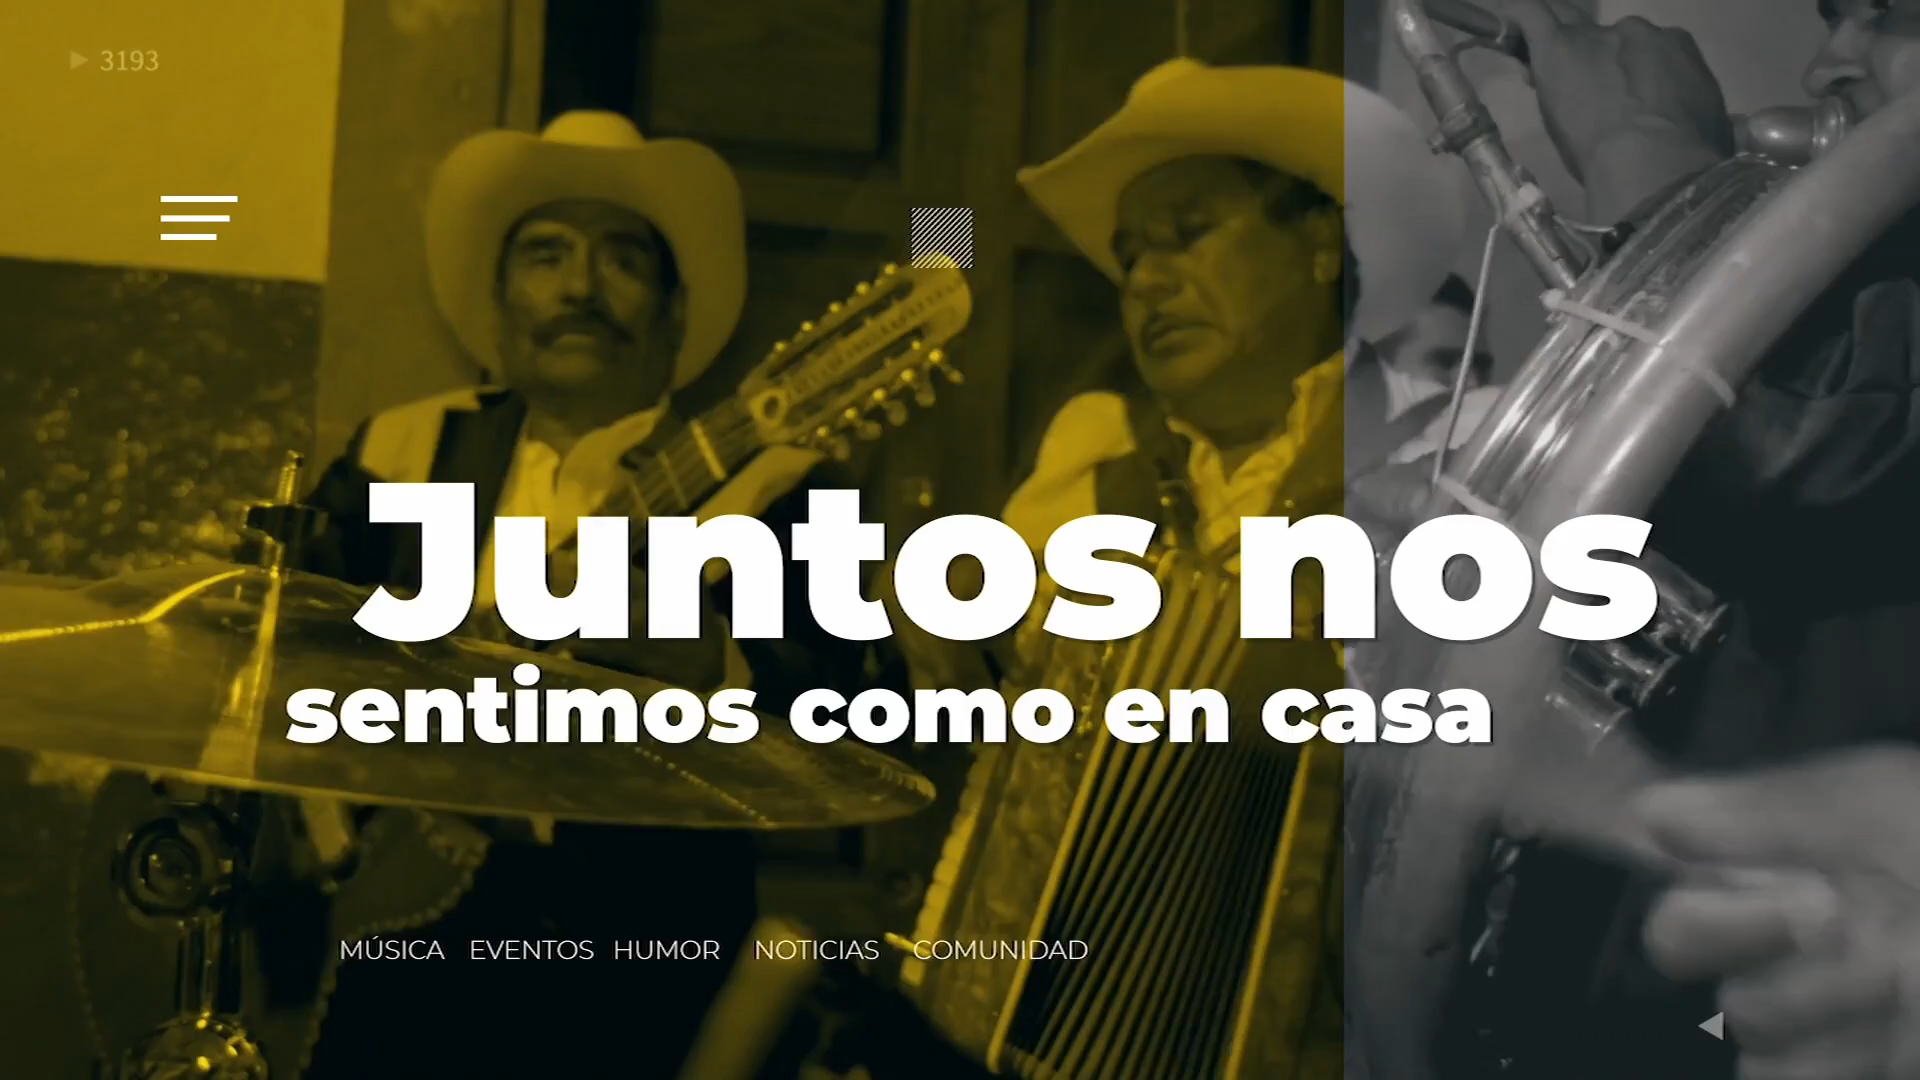 3193
Juntos nos
sentimos como en casa
MÚSICA EVENTOS HUMOR NOTICIAS COMUNIDAD